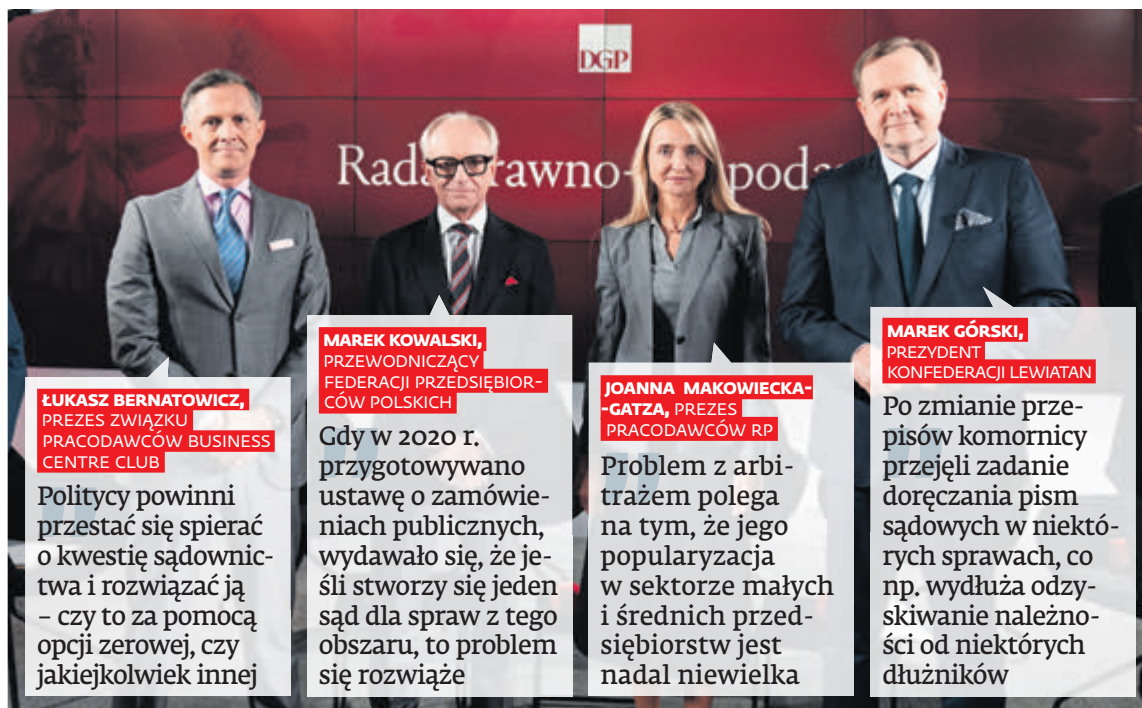 DGP
Rada rawno- poda
ŁUKASZ BERNATOWICZ,
PREZES ZWIĄZKU
PRACODAWCÓW BUSINESS
CENTRE CLUB
Politycy powinni
przestać się spierać
o kwestię sądownic-
twa i rozwiązać ją
– czy to za pomocą
opcji zerowej, czy
jakiejkolwiek innej
MAREK KOWALSKI,
PRZEWODNICZĄCY
FEDERACJI PRZEDSIĘBIOR-
CÓW POLSKICH
Gdy w 2020 r.
przygotowywano
ustawę o zamówie-
niach publicznych,
wydawało się, że je-
śli stworzy się jeden
sąd dla spraw z tego
obszaru, to problem
się rozwiąże
JOANNA MAKOWIECKA-
-GATZA, PREZES
PRACODAWCÓW RP
Problem z arbi-
trażem polega
na tym, że jego
popularyzacja
w sektorze małych
i średnich przed-
siębiorstw jest
nadal niewielka
MAREK GÓRSKI,
PREZYDENT
KONFEDERACJI LEWIATAN
Po zmianie prze-
pisów komornicy
przejęli zadanie
doręczania pism
sądowych w niektó-
rych sprawach, co
np. wydłuża odzy-
skiwanie należno-
ści od niektórych
dłużników